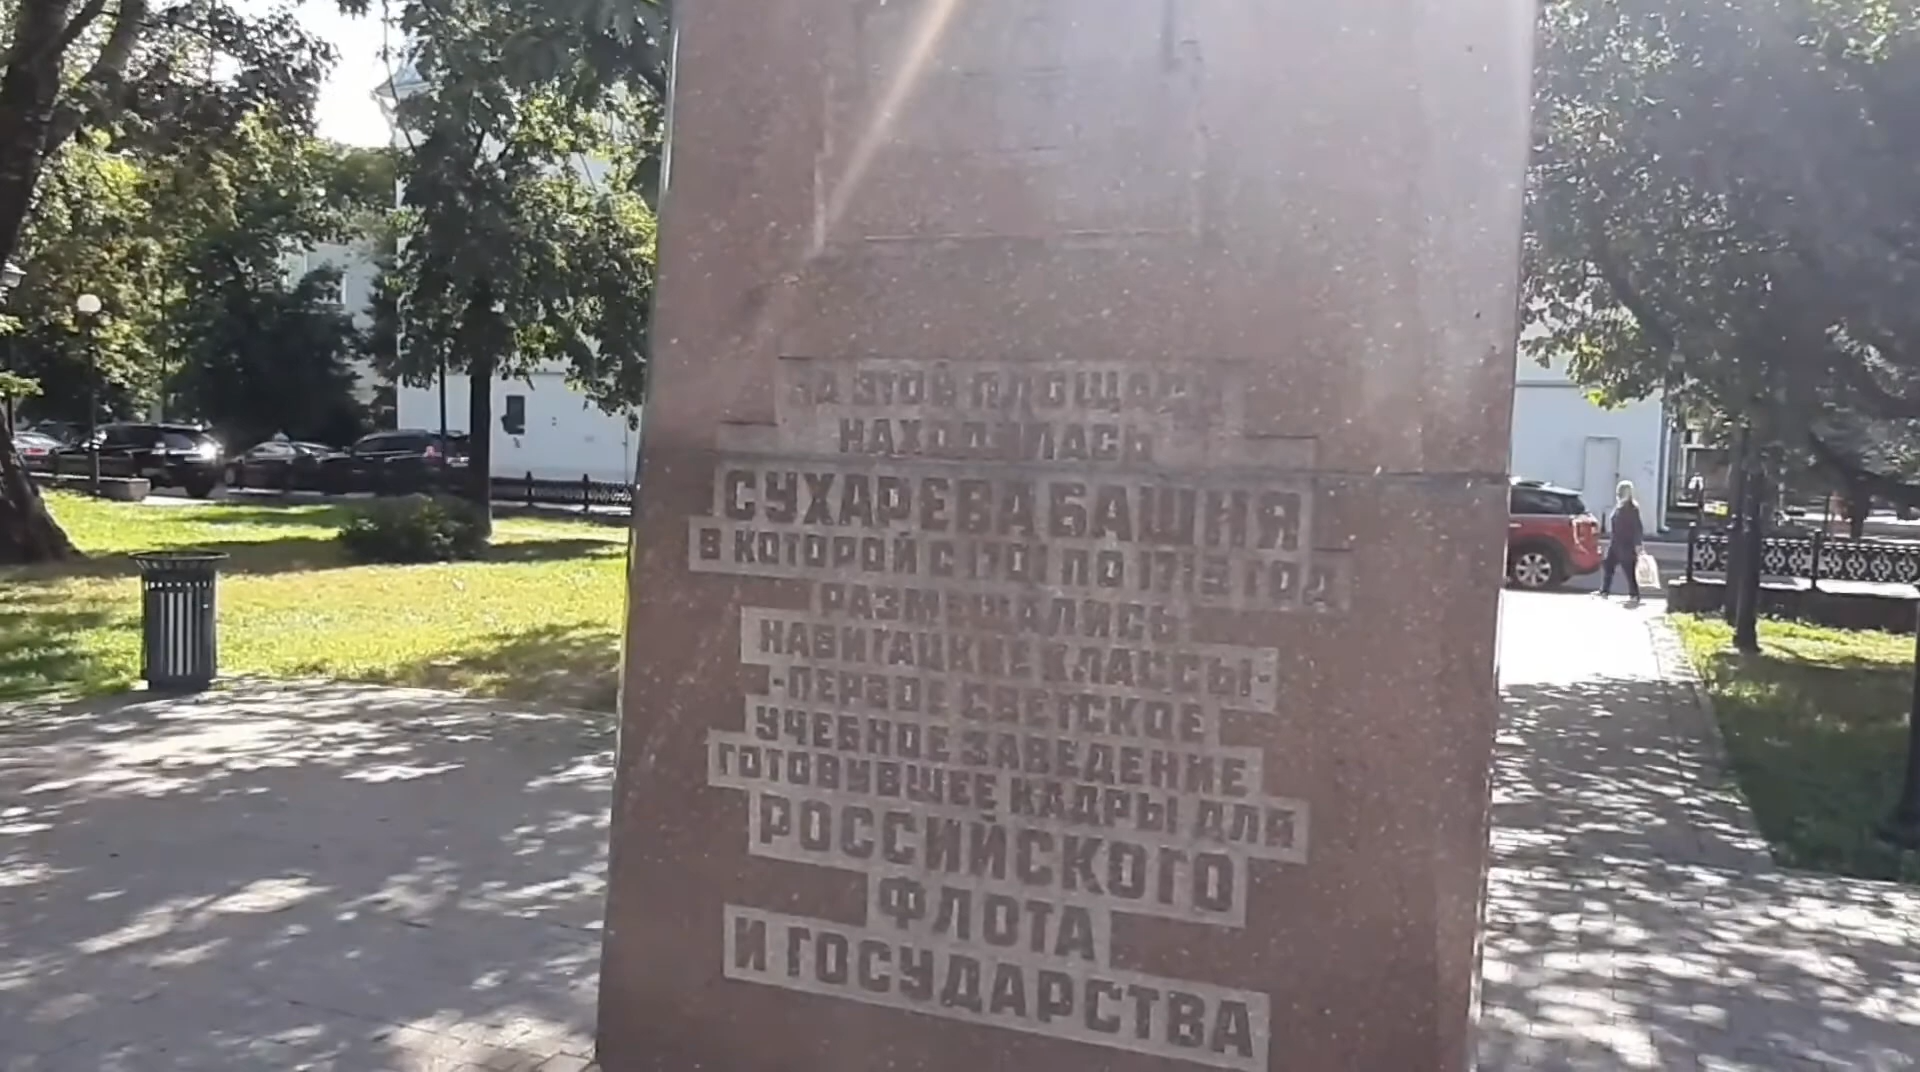 НА ЭТОЙ ПЛОЩАДИ
НАХОДИЛАСЬ
СУХАРЕВА БАШНЯ
В КОТОРОЙ С 1701 ПО 1715 ГОД
РАЗМЕЩАЛИСЬ
НАВИГАЦКИЕ КЛАССЫ-
-ПЕРВОЕ СВЕТСКОЕ
УЧЕБНОЕ ЗАВЕДЕНИЕ
ГОТОВИВШЕЕ КАДРЫ ДЛЯ
РОССИЙСКОГО
ФЛОТА
И ГОСУДАРСТВА